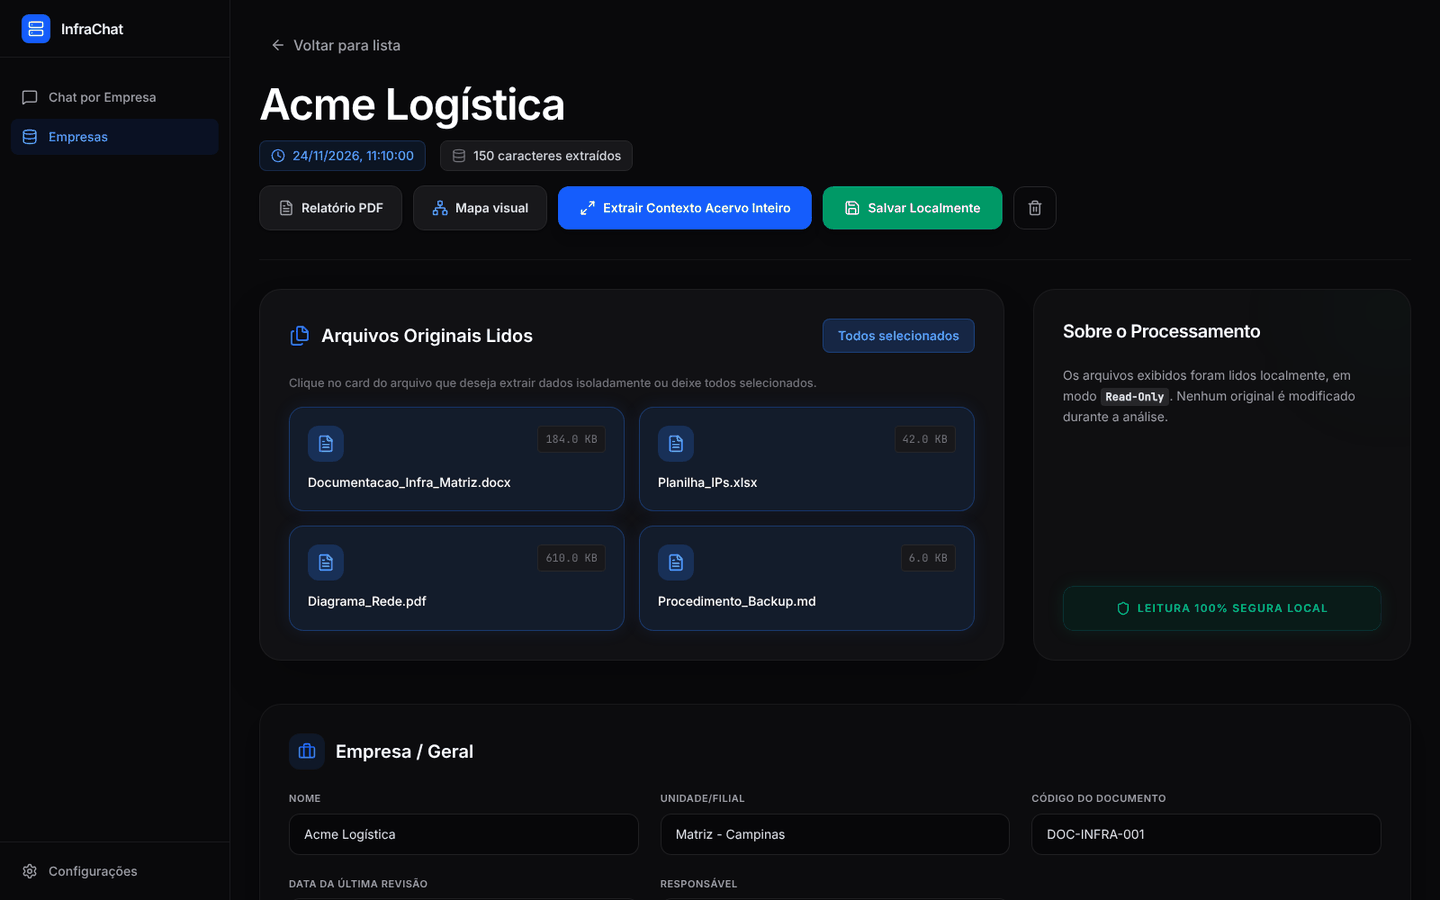 InfraChat
Chat por Empresa
Empresas
Configurações
Voltar para lista
Acme Logística
24/11/2026, 11:10:00
150 caracteres extraídos
Relatório PDF
Mapa visual
Extrair Contexto Acervo Inteiro
Salvar Localmente
Arquivos Originais Lidos
Todos selecionados
Clique no card do arquivo que deseja extrair dados isoladamente ou deixe todos selecionados.
184.0 KB
Documentacao_Infra_Matriz.docx
42.0 KB
Planilha_IPs.xlsx
610.0 KB
Diagrama_Rede.pdf
6.0 KB
Procedimento_Backup.md
Sobre o Processamento
Os arquivos exibidos foram lidos localmente, em
modo Read-Only. Nenhum original é modificado
durante a análise.
LEITURA 100% SEGURA LOCAL
Empresa / Geral
NOME
Acme Logística
UNIDADE/FILIAL
Matriz - Campinas
CÓDIGO DO DOCUMENTO
DOC-INFRA-001
DATA DA ÚLTIMA REVISÃO
RESPONSÁVEL